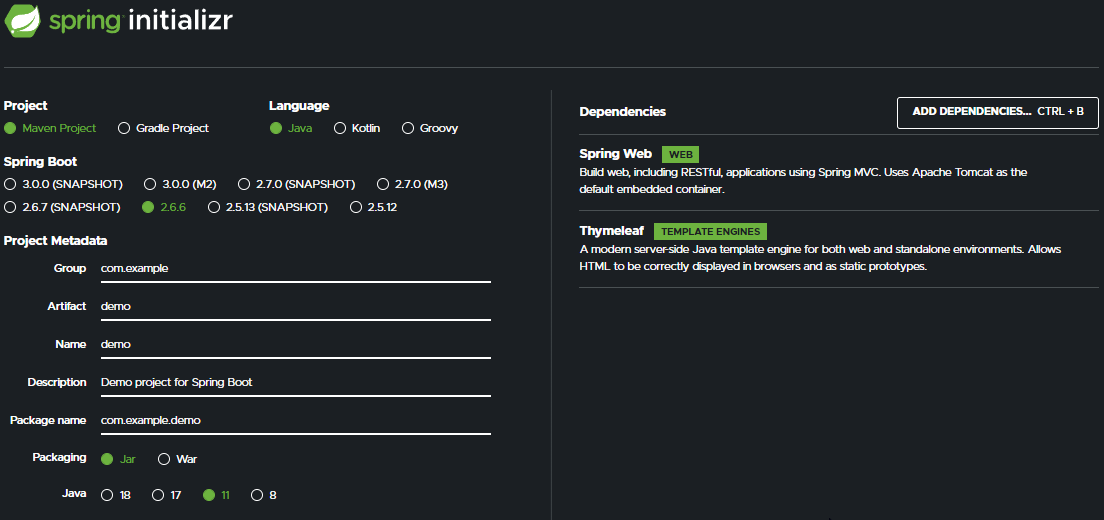 spring initializr
Project
Maven Project Gradle Project
Language
Java Kotlin Groovy
Spring Boot
3.0.0 (SNAPSHOT) 3.0.0 (M2) 2.7.0 (SNAPSHOT) 2.7.0 (M3)
2.6.7 (SNAPSHOT) 2.6.6 2.5.13 (SNAPSHOT) 2.5.12
Project Metadata
Group com.example
Artifact demo
Name demo
Description Demo project for Spring Boot
Package name com.example.demo
Packaging Jar War
Java 18 17 11 8
Dependencies ADD DEPENDENCIES... CTRL + B
Spring Web WEB
Build web, including RESTful, applications using Spring MVC. Uses Apache Tomcat as the
default embedded container.
Thymeleaf TEMPLATE ENGINES
A modern server-side Java template engine for both web and standalone environments. Allows
HTML to be correctly displayed in browsers and as static prototypes.